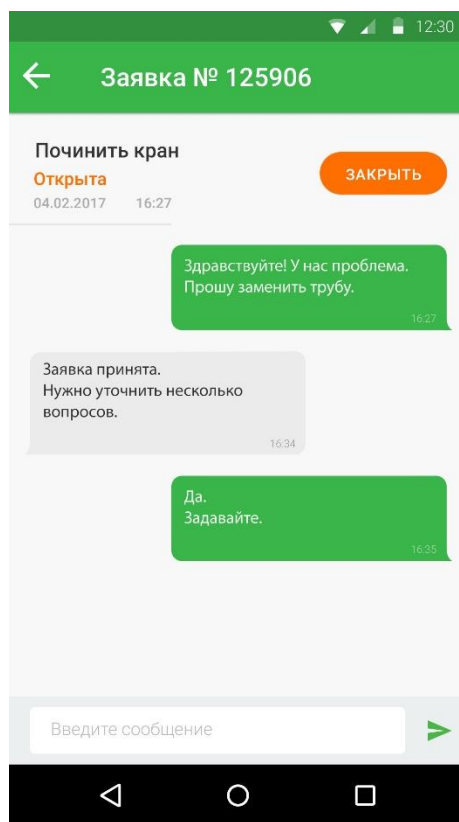 12:30
Заявка № 125906
Починить кран
Открыта
ЗАКРЫТЬ
04.02.2017 16:27
Здравствуйте! У нас проблема.
Прошу заменить трубу.
16:27
Заявка принята.
Нужно уточнить несколько
вопросов.
16:34
Да.
Задавайте.
16:35
Введите сообщение